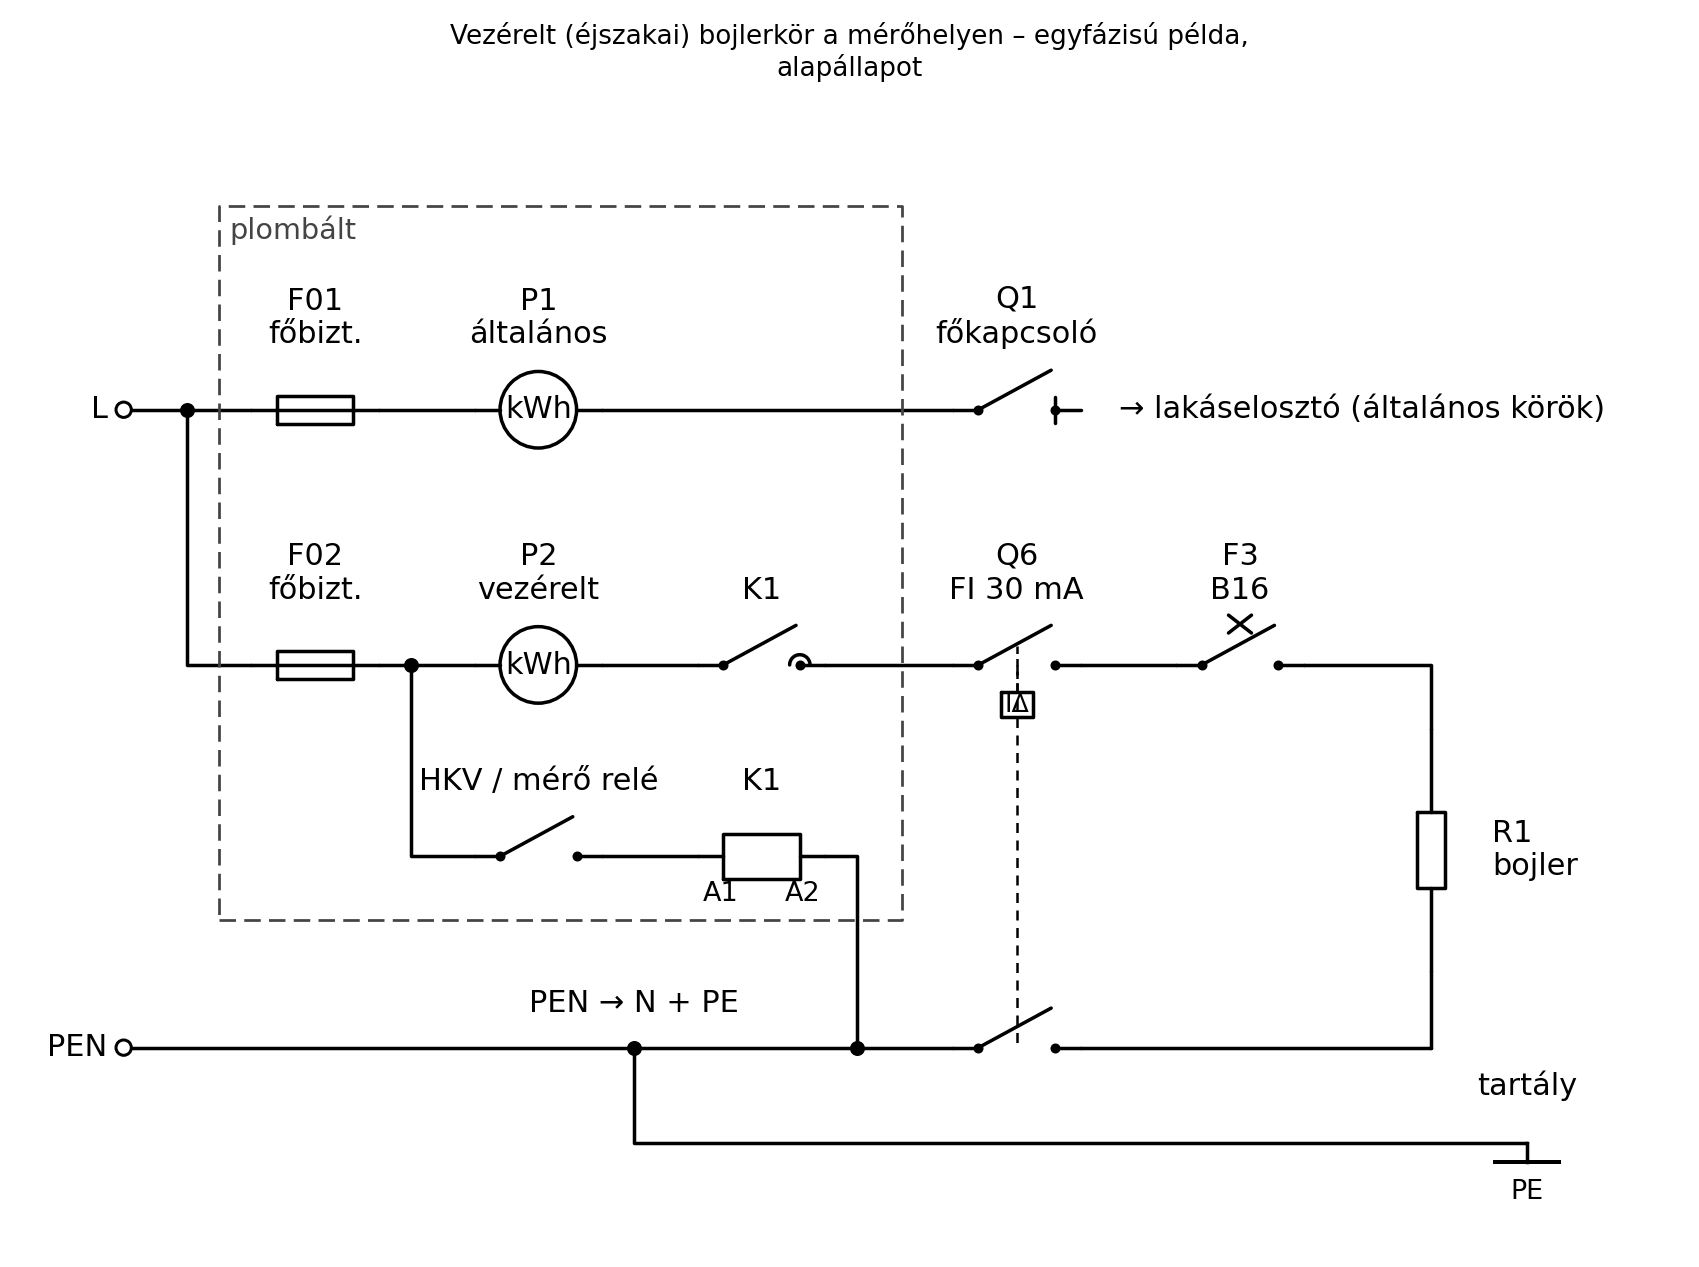 Vezérelt (éjszakai) bojlerkör a mérőhelyen – egyfázisú példa,
alapállapot
plombált
F01
főbizt.
P1
általános
Q1
főkapcsoló
L
kWh
→ lakáselosztó (általános körök)
F02
főbizt.
P2
vezérelt
K1
Q6
FI 30 mA
F3
B16
kWh
IΔ
HKV / mérő relé
K1
A1
A2
R1
bojler
PEN → N + PE
PEN
tartály
PE